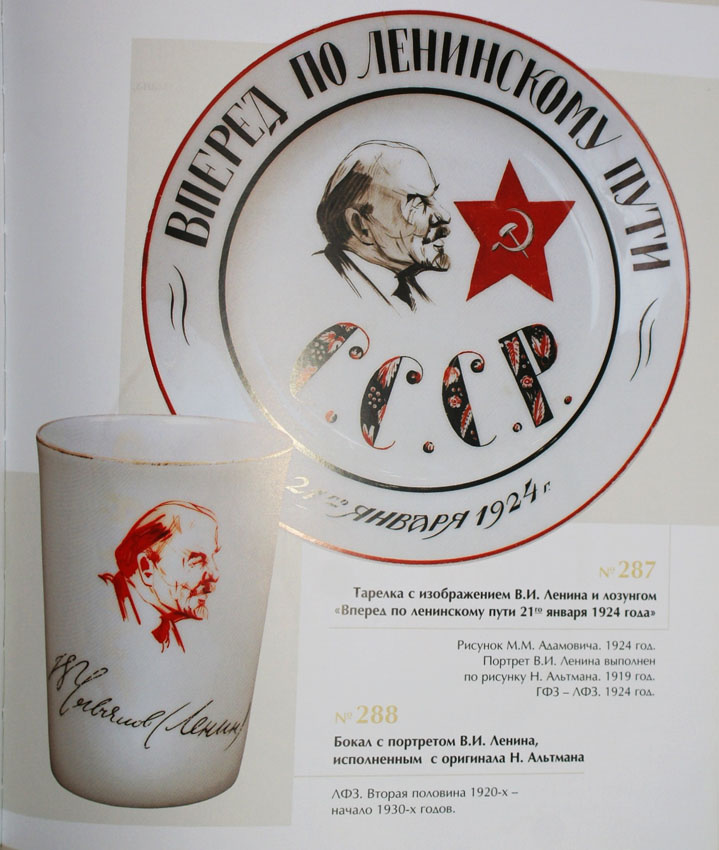 ВПЕРЕД ПО ЛЕНИНСКОМУ ПУТИ
С.С.С.Р.
21го ЯНВАРЯ 1924 г.
В Ульянов (Ленин)
№287
Тарелка с изображением В.И. Ленина и лозунгом
«Вперед по ленинскому пути 21го января 1924 года»
Рисунок М.М. Адамовича. 1924 год.
Портрет В.И. Ленина выполнен
по рисунку Н. Альтмана. 1919 год.
ГФЗ – ЛФЗ. 1924 год.
№288
Бокал с портретом В.И. Ленина,
исполненным с оригинала Н. Альтмана
ЛФЗ. Вторая половина 1920-х –
начало 1930-х годов.